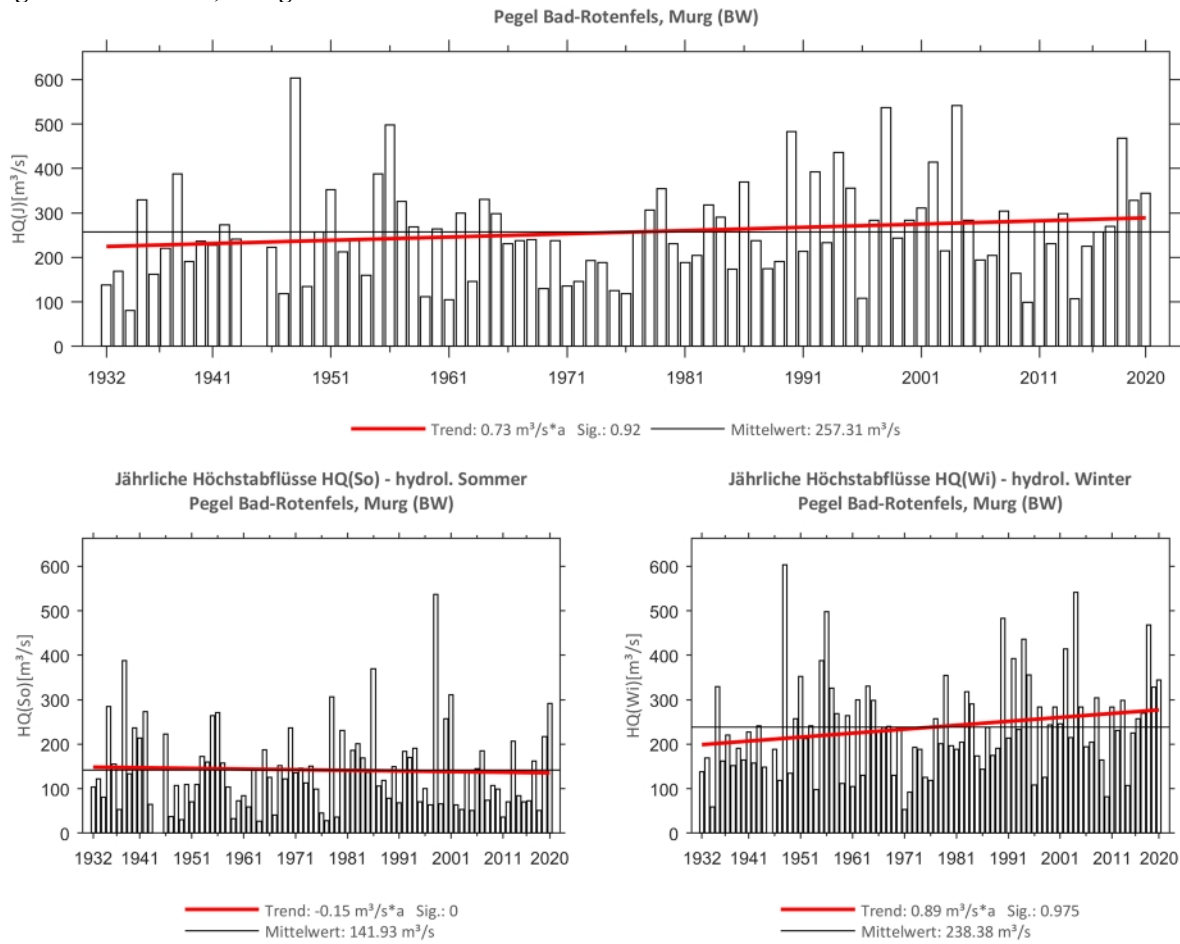 Pegel Bad-Rotenfels, Murg (BW)
HQ(J)[m³/s]
600
500
400
300
200
100
0
1932 1941 1951 1961 1971 1981 1991 2001 2011 2020
Trend: 0.73 m³/s*a Sig.: 0.92 Mittelwert: 257.31 m³/s
Jährliche Höchstabflüsse HQ(So) - hydrol. Sommer
Pegel Bad-Rotenfels, Murg (BW)
HQ(So)[m³/s]
600
500
400
300
200
100
0
1932 1941 1951 1961 1971 1981 1991 2001 2011 2020
Trend: -0.15 m³/s*a Sig.: 0
Mittelwert: 141.93 m³/s
Jährliche Höchstabflüsse HQ(Wi) - hydrol. Winter
Pegel Bad-Rotenfels, Murg (BW)
HQ(Wi)[m³/s]
600
500
400
300
200
100
0
1932 1941 1951 1961 1971 1981 1991 2001 2011 2020
Trend: 0.89 m³/s*a Sig.: 0.975
Mittelwert: 238.38 m³/s